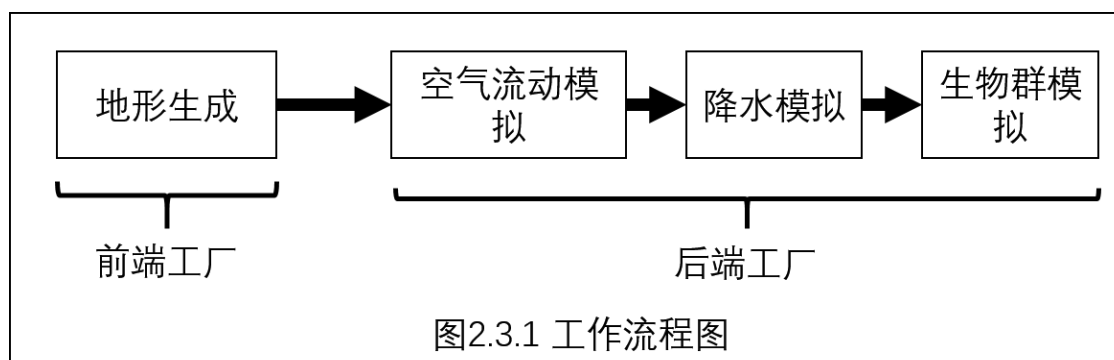 地形生成
空气流动模
拟
降水模拟
生物群模
拟
前端工厂
后端工厂
图2.3.1 工作流程图